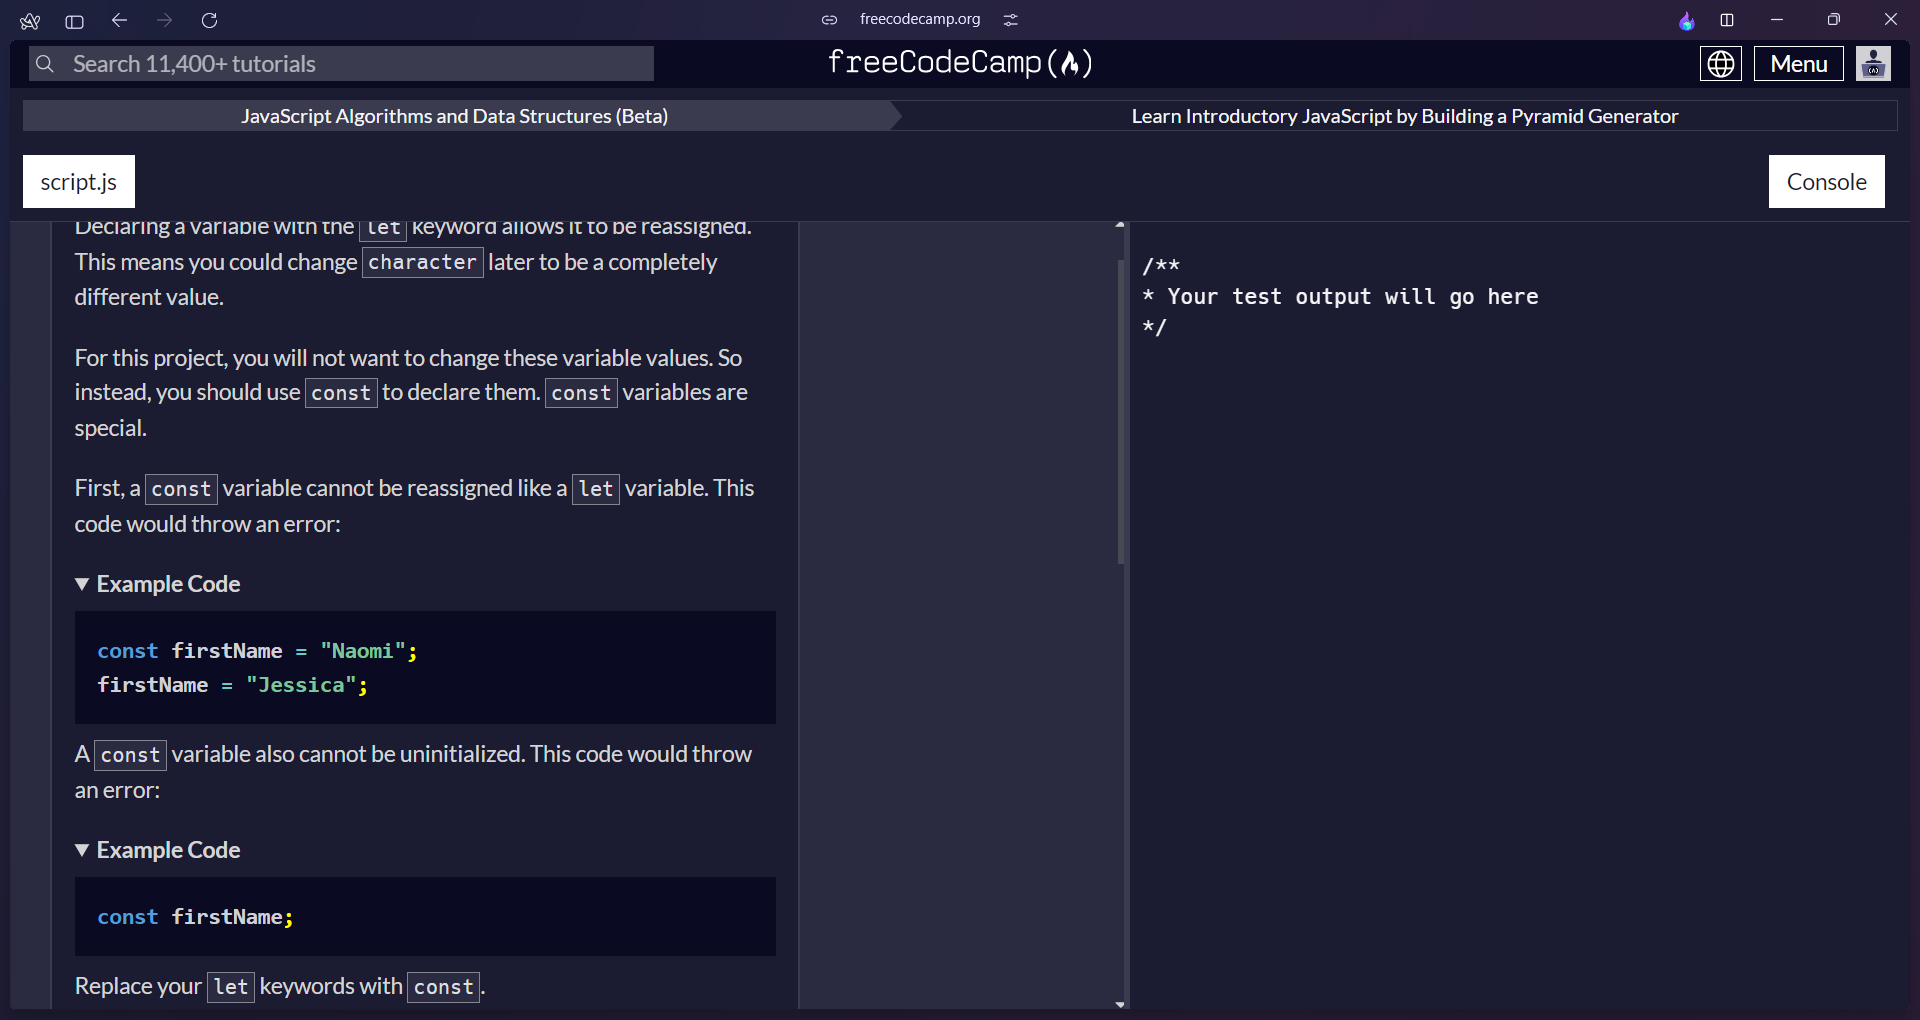 freecodecamp.org
Search 11,400+ tutorials
freeCodeCamp(🔥)
Menu
JavaScript Algorithms and Data Structures (Beta)
Learn Introductory JavaScript by Building a Pyramid Generator
script.js
Console
Declaring a variable with the let keyword allows it to be reassigned.
This means you could change character later to be a completely
different value.
For this project, you will not want to change these variable values. So
instead, you should use const to declare them. const variables are
special.
First, a const variable cannot be reassigned like a let variable. This
code would throw an error:
▼ Example Code
const firstName = "Naomi";
firstName = "Jessica";
A const variable also cannot be uninitialized. This code would throw
an error:
▼ Example Code
const firstName;
Replace your let keywords with const.
/**
* Your test output will go here
*/